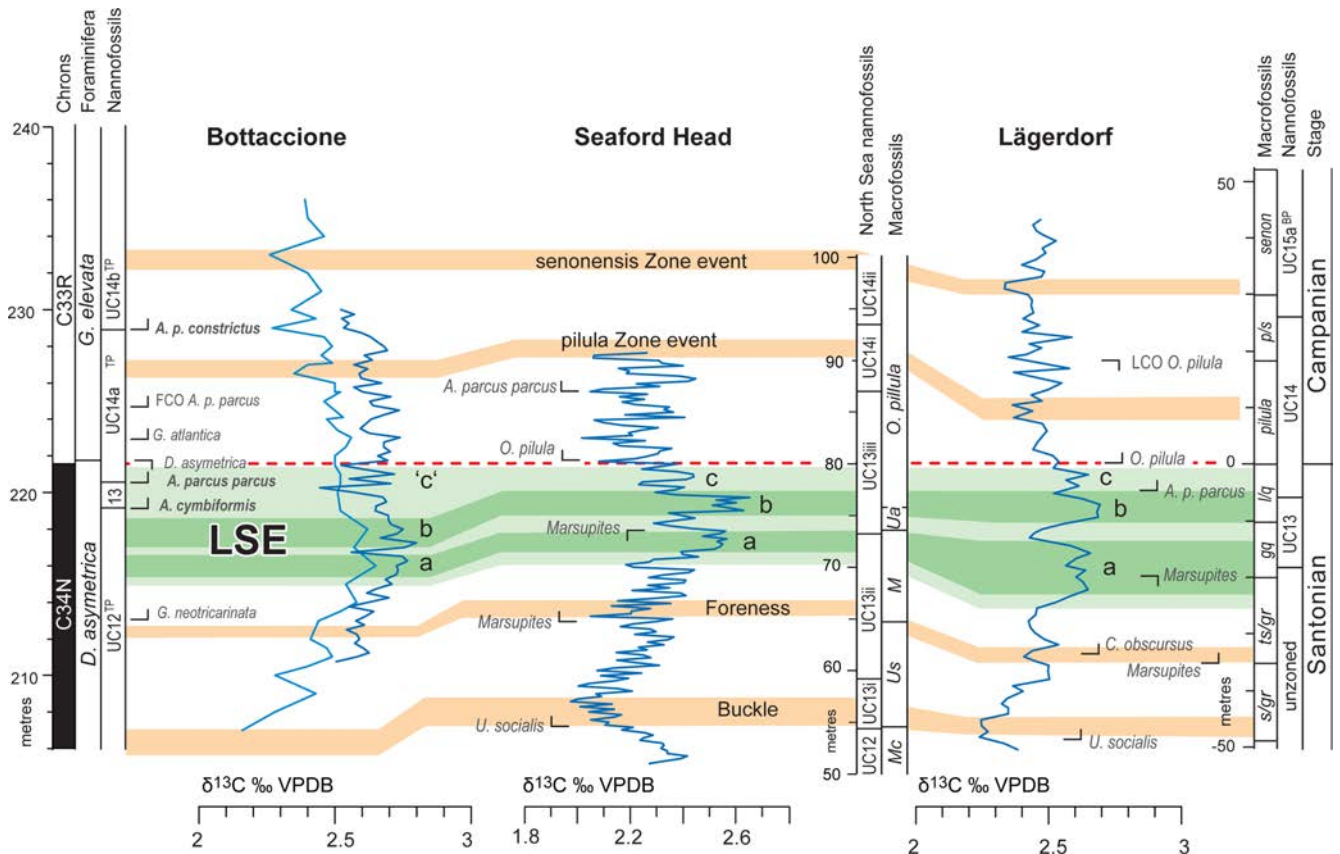 Chrons
Foraminifera
Nannofossils
North Sea nannofossils
Macrofossils
Macrofossils
Nannofossils
Stage
Bottaccione
Seaford Head
Lägerdorf
240
230
220
210
metres
C33R
C34N
G. elevata
D. asymetrica
UC14b TP
UC14a TP
13
UC12 TP
A. p. constrictus
FCO A. p. parcus
G. atlantica
D. asymetrica
A. parcus parcus
A. cymbiformis
G. neotricarinata
LSE
'c'
b
a
senonensis Zone event
pilula Zone event
A. parcus parcus
O. pilula
c
b
Marsupites
a
Foreness
Marsupites
Buckle
U. socialis
100
90
80
70
60
50
metres
UC14ii
UC14i
UC13iii
UC13ii
UC13i
UC12
O. pillula
Ua
M
Us
Mc
LCO O. pilula
O. pilula
c
A. p. parcus
b
a
Marsupites
C. obscursus
Marsupites
U. socialis
50
0
metres
-50
senon
p/s
pilula
l/q
gq
ts/gr
s/gr
UC15a BP
UC14
UC13
unzoned
Campanian
Santonian
δ13C ‰ VPDB
δ13C ‰ VPDB
δ13C ‰ VPDB
2 2.5 3
1.8 2.2 2.6
2 2.5 3